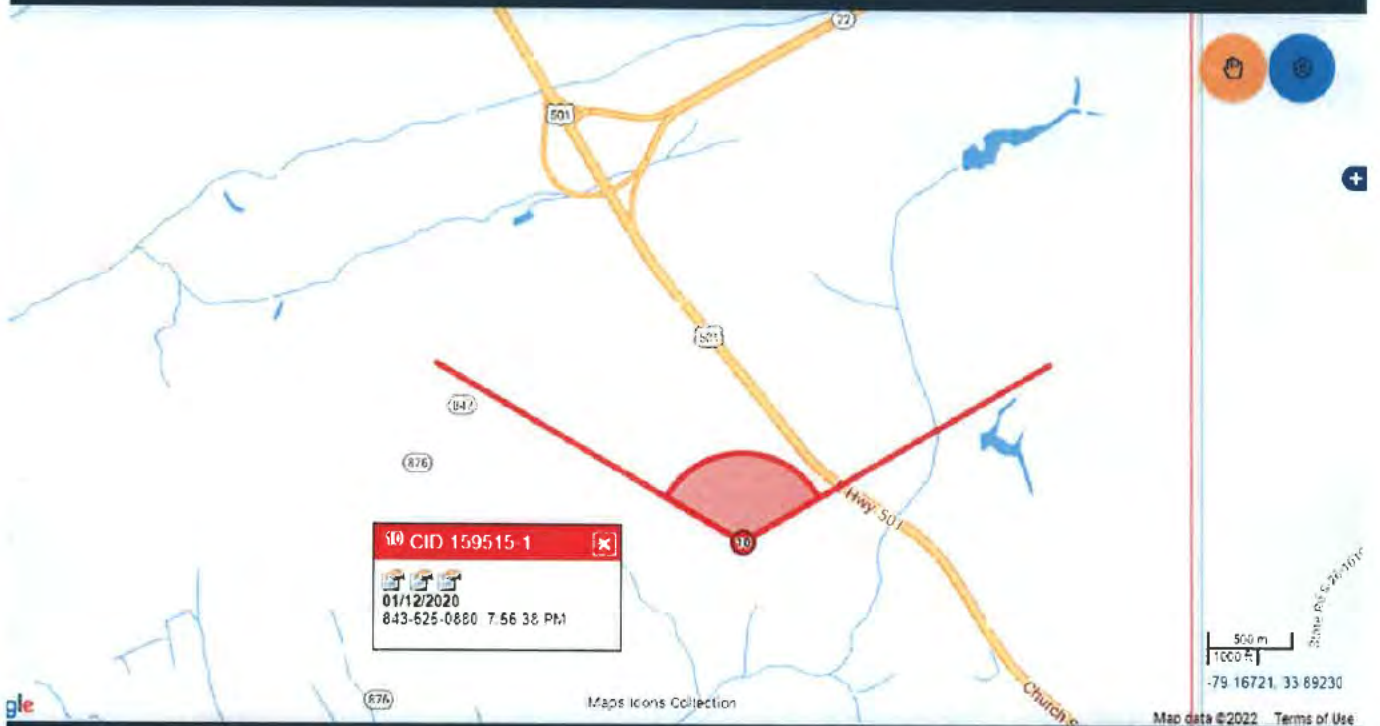 22
501
501
847
876
Hwy 501
10
10 CID 159515-1
01/12/2020
843-625-0880 7:56:38 PM
500 m
1000 ft
-79.16721, 33.89230
876
Maps Icons Collection
Church S
gle
Map data ©2022 Terms of Use